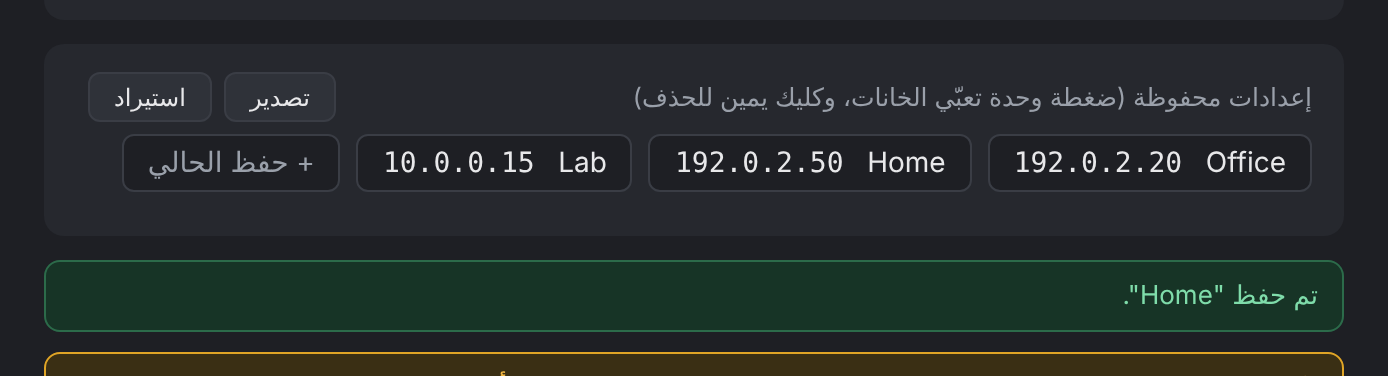 إعدادات محفوظة (ضغطة وحدة تعبّي الخانات، وكليك يمين للحذف) تصدير استيراد
Office 192.0.2.20 Home 192.0.2.50 Lab 10.0.0.15 + حفظ الحالي
تم حفظ "Home".